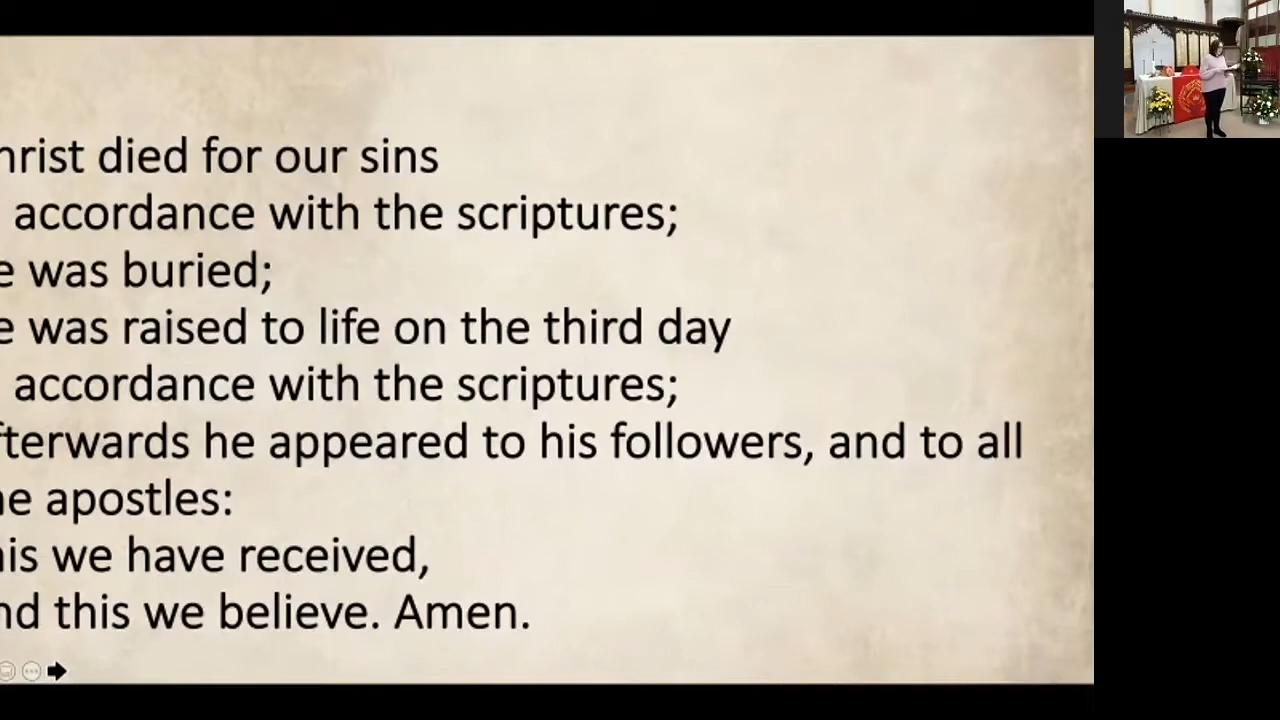 hrist died for our sins
accordance with the scriptures;
e was buried;
e was raised to life on the third day
accordance with the scriptures;
fterwards he appeared to his followers, and to all
he apostles:
his we have received,
nd this we believe. Amen.